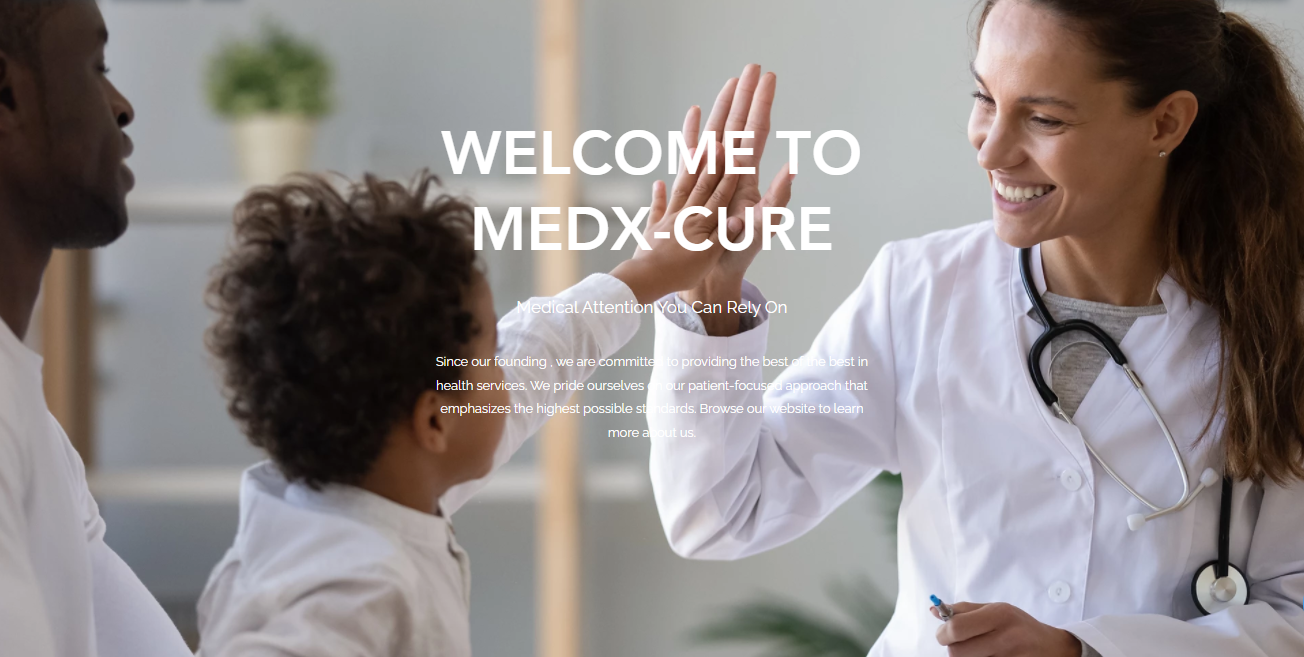 WELCOME TO
MEDX-CURE
Medical Attention You Can Rely On
Since our founding , we are committed to providing the best of the best in
health services. We pride ourselves on our patient-focused approach that
emphasizes the highest possible standards. Browse our website to learn
more about us.